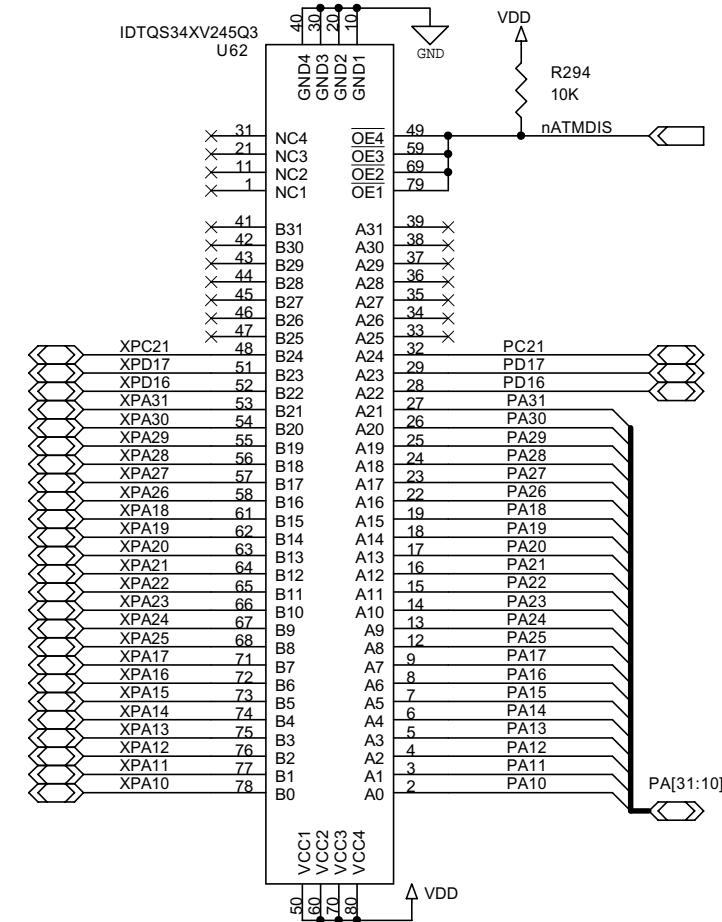 IDTQS34XV245Q3
U62
40 30 20 10
GND4 GND3 GND2 GND1
GND
VDD
R294
10K
nATMDIS
31 NC4 OE4 49
21 NC3 OE3 59
11 NC2 OE2 69
1 NC1 OE1 79
41 B31 A31 39
42 B30 A30 38
43 B29 A29 37
44 B28 A28 36
45 B27 A27 35
46 B26 A26 34
47 B25 A25 33
XPC21 48 B24 A24 32 PC21
XPD17 51 B23 A23 29 PD17
XPD16 52 B22 A22 28 PD16
XPA31 53 B21 A21 27 PA31
XPA30 54 B20 A20 26 PA30
XPA29 55 B19 A19 25 PA29
XPA28 56 B18 A18 24 PA28
XPA27 57 B17 A17 23 PA27
XPA26 58 B16 A16 22 PA26
XPA18 61 B15 A15 19 PA18
XPA19 62 B14 A14 18 PA19
XPA20 63 B13 A13 17 PA20
XPA21 64 B12 A12 16 PA21
XPA22 65 B11 A11 15 PA22
XPA23 66 B10 A10 14 PA23
XPA24 67 B9 A9 13 PA24
XPA25 68 B8 A8 12 PA25
XPA17 71 B7 A7 9 PA17
XPA16 72 B6 A6 8 PA16
XPA15 73 B5 A5 7 PA15
XPA14 74 B4 A4 6 PA14
XPA13 75 B3 A3 5 PA13
XPA12 76 B2 A2 4 PA12
XPA11 77 B1 A1 3 PA11
XPA10 78 B0 A0 2 PA10
PA[31:10]
VCC1 VCC2 VCC3 VCC4
50 60 70 80
VDD